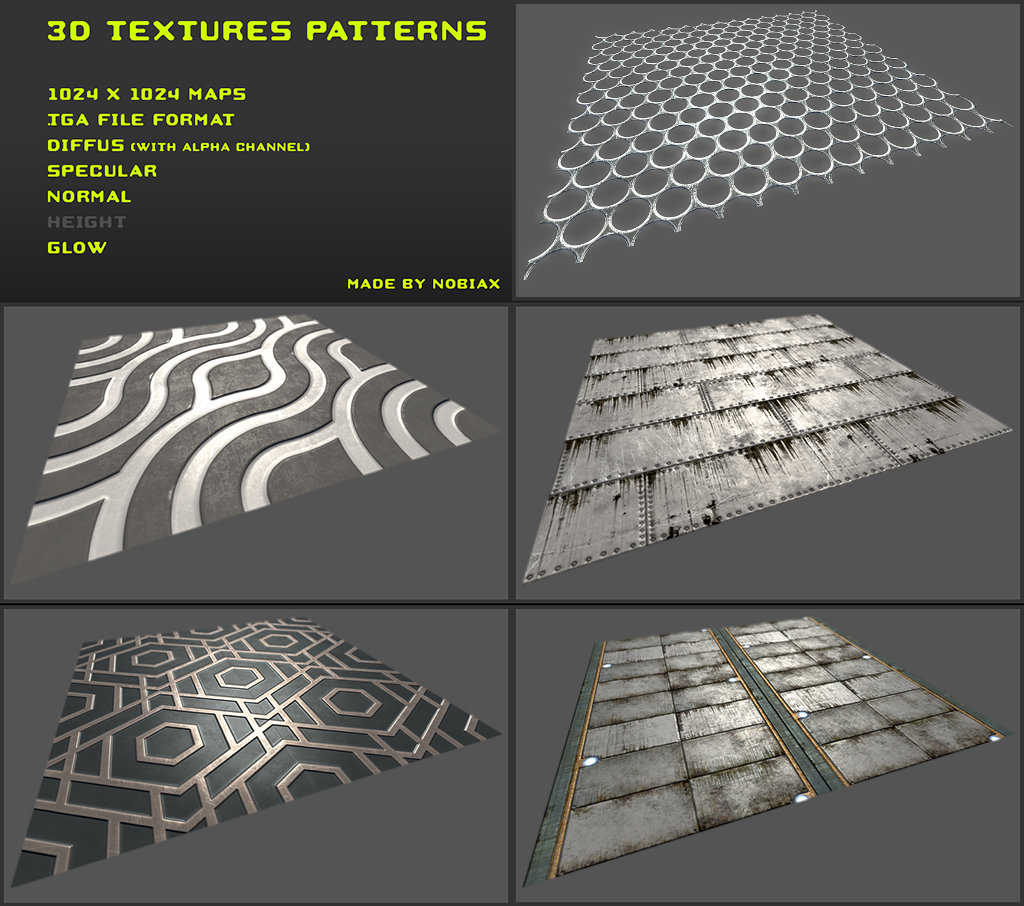 3D TEXTURES PATTERNS
1024 X 1024 MAPS
TGA FILE FORMAT
DIFFUS (WITH ALPHA CHANNEL)
SPECULAR
NORMAL
HEIGHT
GLOW
MADE BY NOBIAX